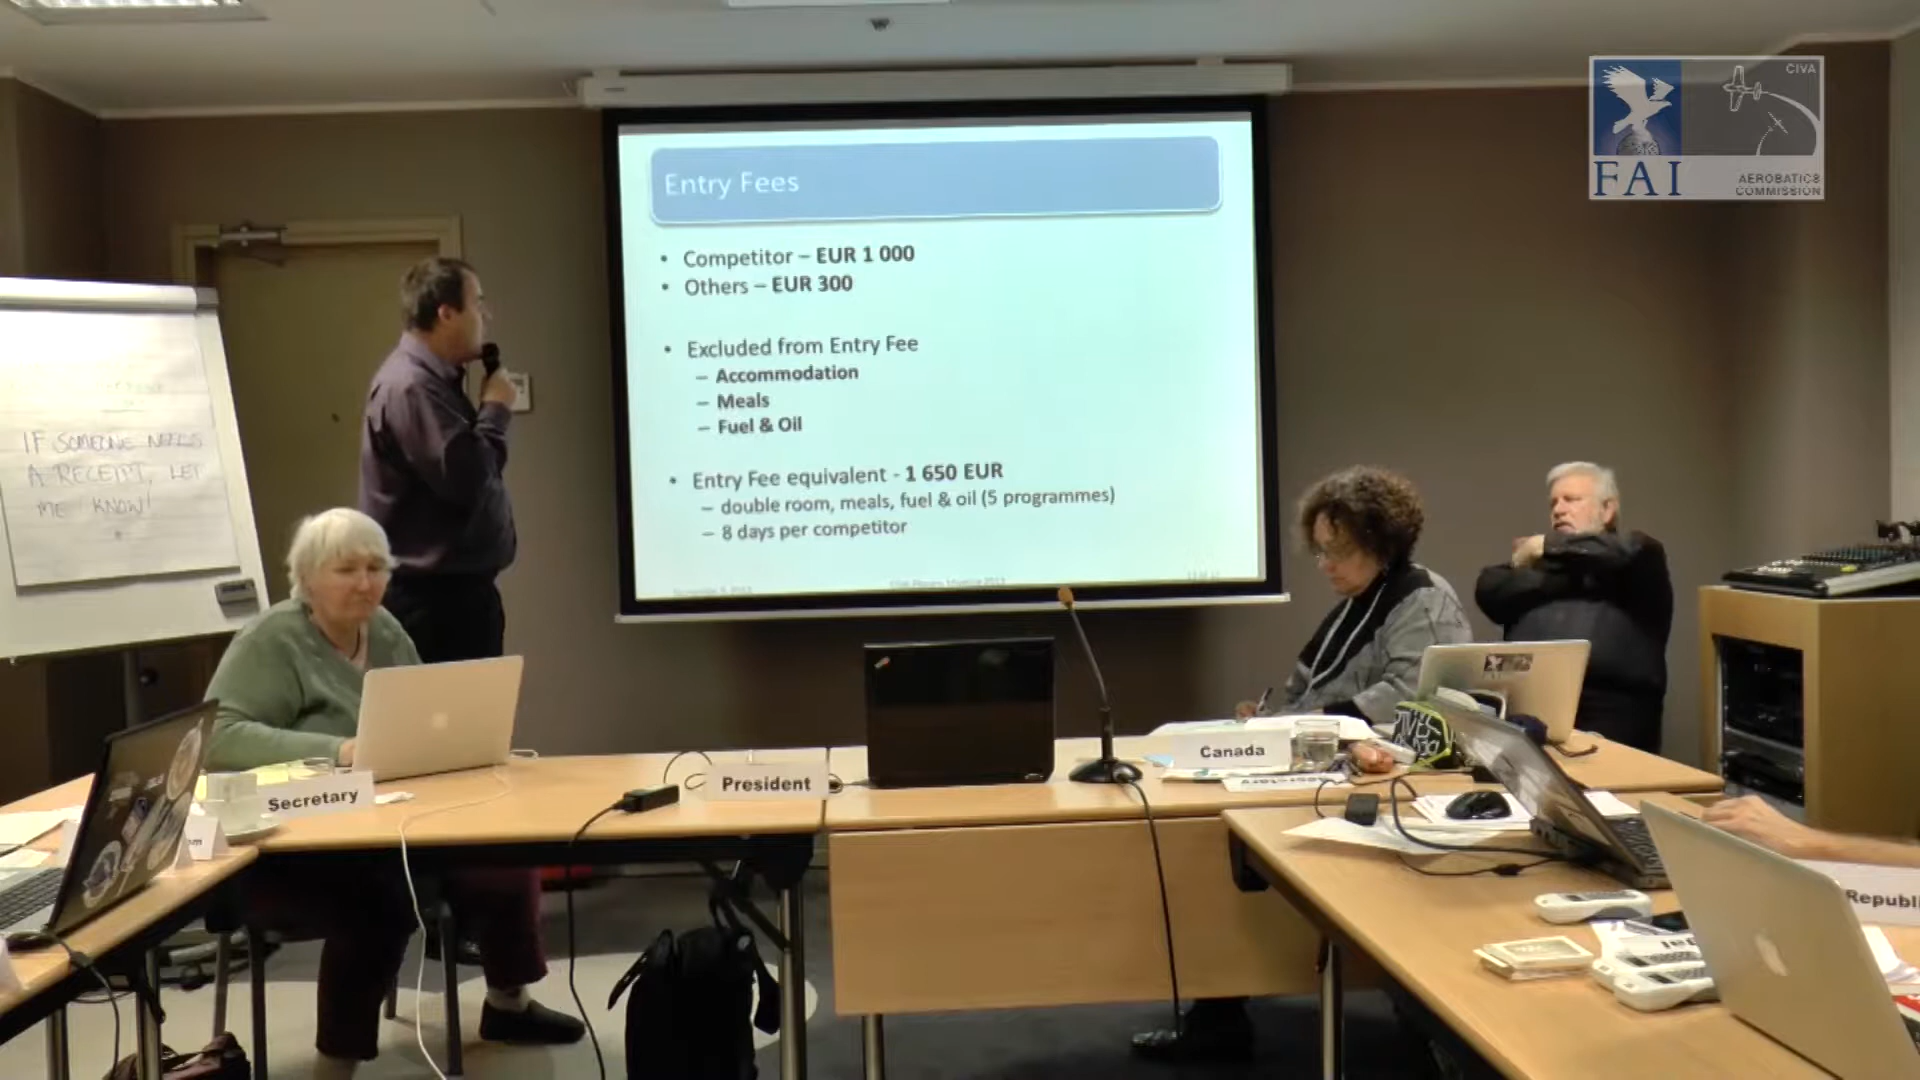 CIVA
FAI
AEROBATICS
COMMISSION
Entry Fees
• Competitor – EUR 1 000
• Others – EUR 300
• Excluded from Entry Fee
– Accommodation
– Meals
– Fuel & Oil
• Entry Fee equivalent - 1 650 EUR
– double room, meals, fuel & oil (5 programmes)
– 8 days per competitor
IF SOMEONE NEEDS
A RECEIPT, LET
ME KNOW!
Secretary
President
Canada
Republi